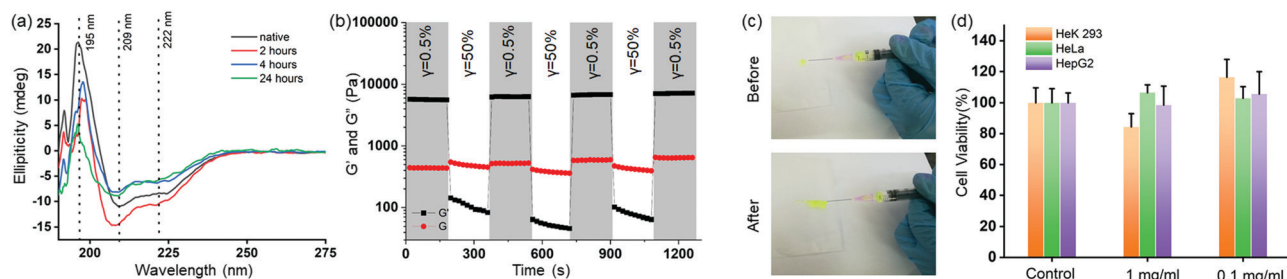 (a)
195 nm
209 nm
222 nm
native
2 hours
4 hours
24 hours
Ellipiticity (mdeg)
25
20
15
10
5
0
-5
-10
-15
200
225
250
275
Wavelength (nm)
(b)
100000
10000
1000
100
G' and G'' (Pa)
γ=0.5%
γ=50%
γ=0.5%
γ=50%
γ=0.5%
γ=50%
γ=0.5%
G'
G
0
300
600
900
1200
Time (s)
(c)
Before
After
(d)
HeK 293
HeLa
HepG2
Cell Viability(%)
160
140
120
100
80
60
40
20
0
Control
1 mg/ml
0.1 mg/ml